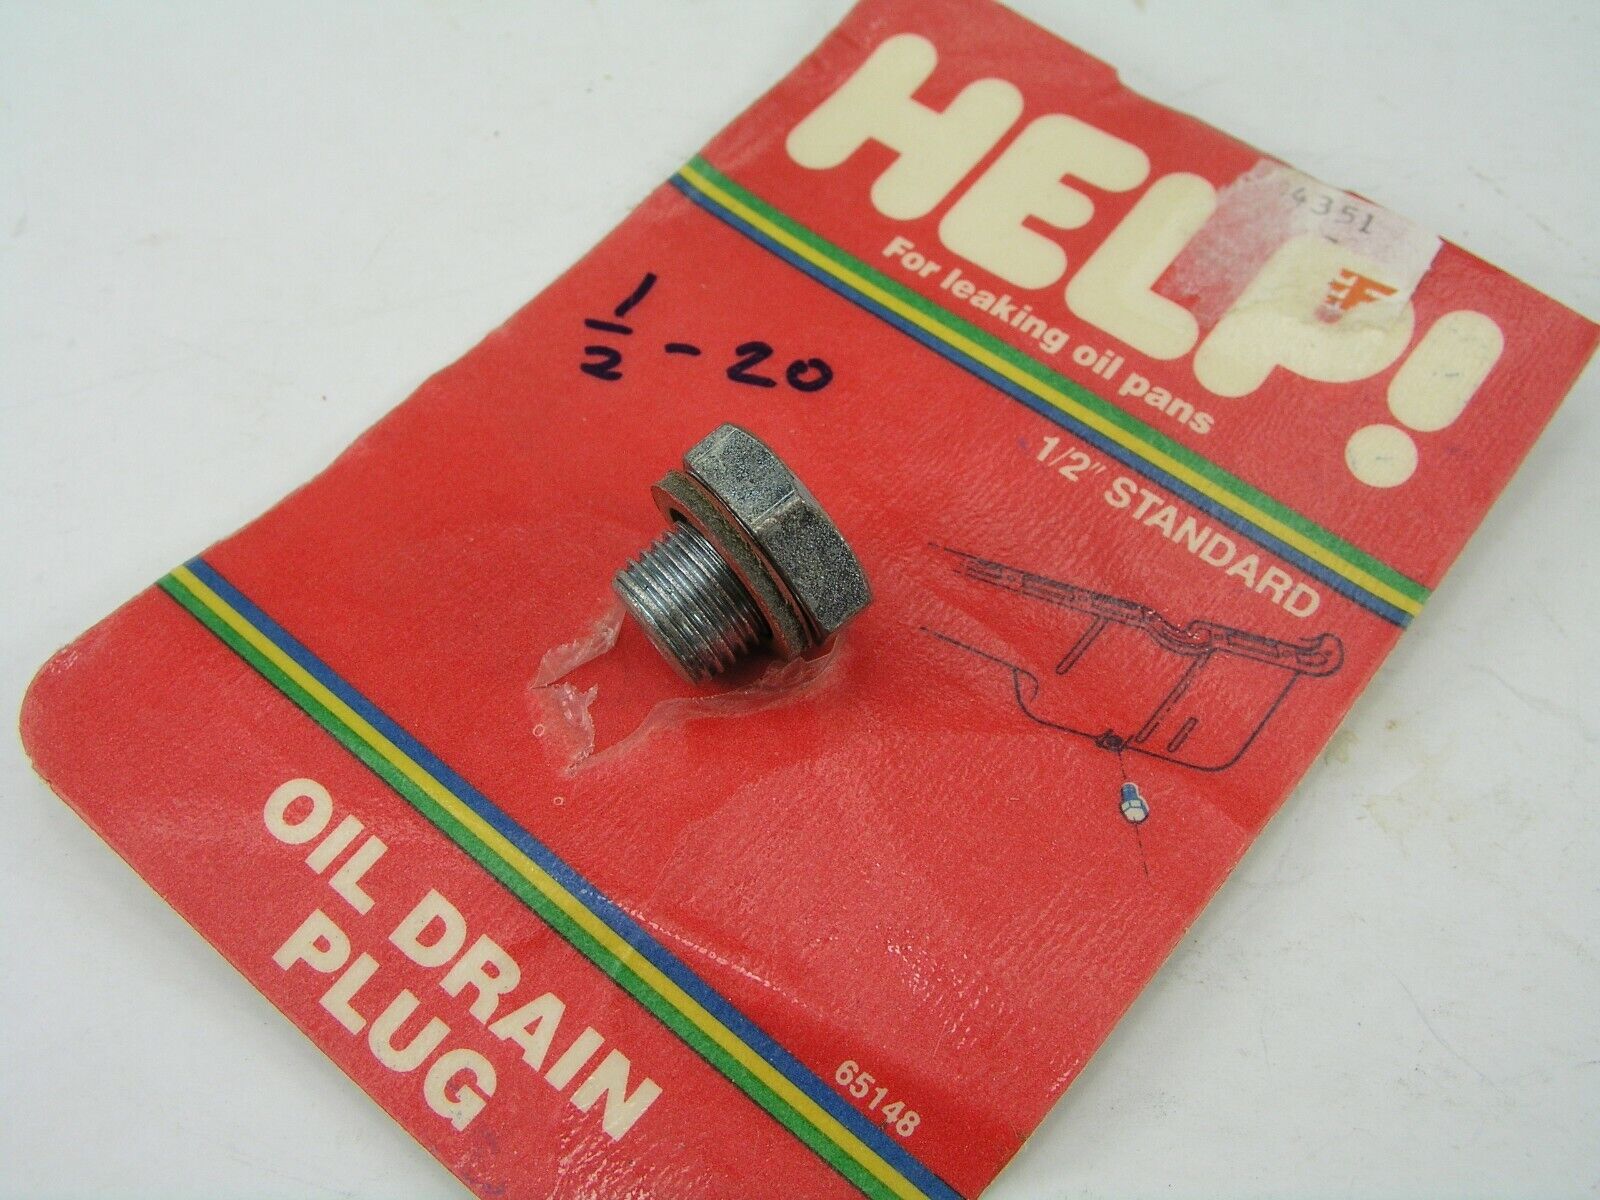 HELP!
4351
For leaking oil pans
1/2" STANDARD
1/2 - 20
OIL DRAIN
PLUG
65148